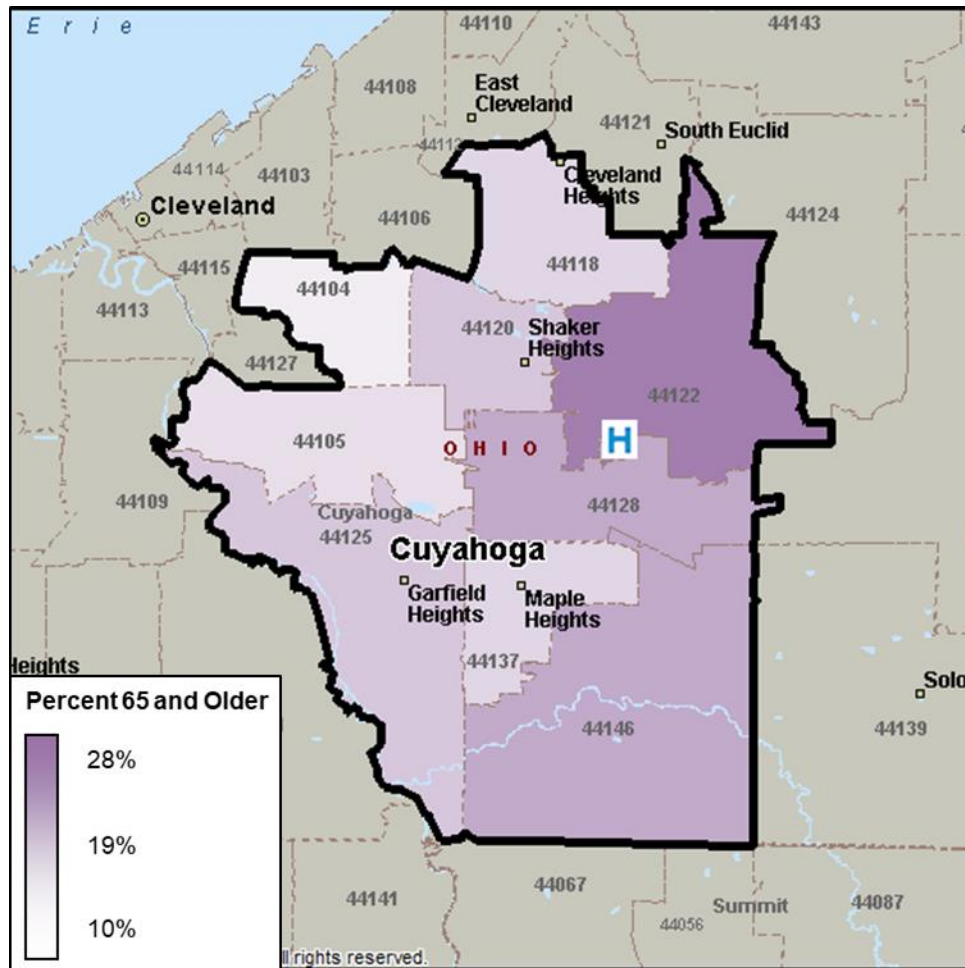 E r i e
44110
44143
44108
East
Cleveland
44121
South Euclid
44112
44114
44103
Cleveland
Heights
Cleveland
44106
44124
44118
44115
44104
44113
44120
Shaker
Heights
44127
44122
44105
O H I O
H
44109
44128
Cuyahoga
44125
Cuyahoga
Garfield
Heights
Maple
Heights
44137
Heights
Solo
44146
44139
Percent 65 and Older
28%
19%
10%
44141
44067
Summit
44087
44056
ll rights reserved.